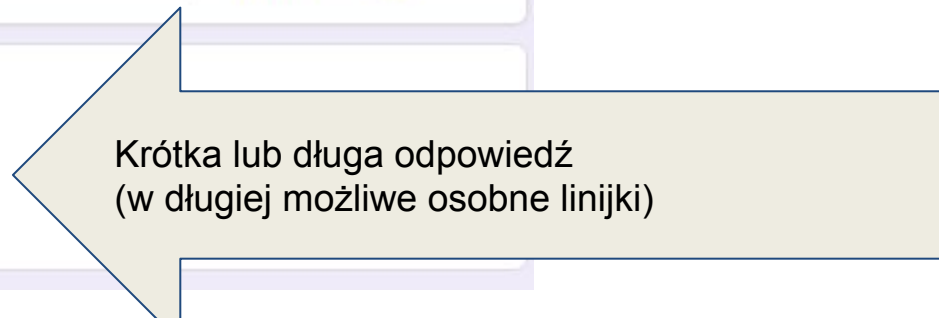 Krótka lub długa odpowiedź
(w długiej możliwe osobne linijki)